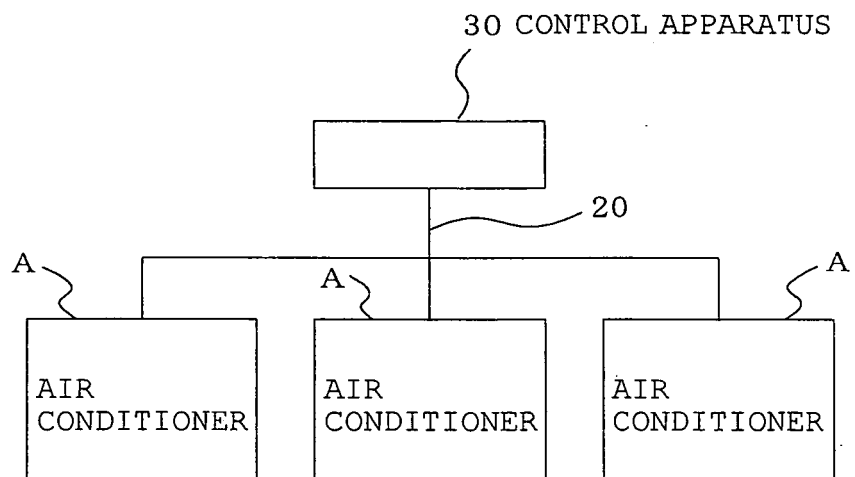 30 CONTROL APPARATUS
20
A
A
A
AIR
CONDITIONER
AIR
CONDITIONER
AIR
CONDITIONER